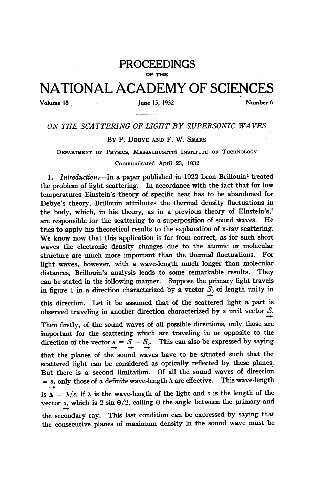 PROCEEDINGS
OF THE
NATIONAL ACADEMY OF SCIENCES
Volume 18 June 15, 1932 Number 6
ON THE SCATTERING OF LIGHT BY SUPERSONIC WAVES
By P. Debye and F. W. Sears
Department of Physics, Massachusetts Institute of Technology
Communicated April 23, 1932
1. Introduction.—In a paper published in 1922 Leon Brillouin¹ treated
the problem of light scattering. In accordance with the fact that for low
temperatures Einstein's theory of specific heat has to be abandoned for
Debye's theory, Brillouin attributes the thermal density fluctuations in
the body, which, in his theory, as in a previous theory of Einstein's,²
are responsible for the scattering to a superposition of sound waves. He
tries to apply his theoretical results to the explanation of x-ray scattering.
We know now that this application is far from correct, as for such short
waves the electronic density changes due to the atomic or molecular
structure are much more important than the thermal fluctuations. For
light waves, however, with a wave-length much longer than molecular
distances, Brillouin's analysis leads to some remarkable results. They
can be stated in the following manner. Suppose the primary light travels
in figure 1 in a direction characterized by a vector S₀ of length unity in
this direction. Let it be assumed that of the scattered light a part is
observed traveling in another direction characterized by a unit vector S.
Then firstly, of the sound waves of all possible directions, only those are
important for the scattering which are traveling in or opposite to the
direction of the vector s = S − S₀. This can also be expressed by saying
that the planes of the sound waves have to be situated such that the
scattered light can be considered as optically reflected by these planes.
But there is a second limitation. Of all the sound waves of direction
± s, only those of a definite wave-length Λ are effective. This wave-length
is Λ = λ/s, if λ is the wave-length of the light and s is the length of the
vector s, which is 2 sin θ/2, calling θ the angle between the primary and
the secondary ray. This last condition can be expressed by saying that
the consecutive planes of maximum density in the sound wave must be